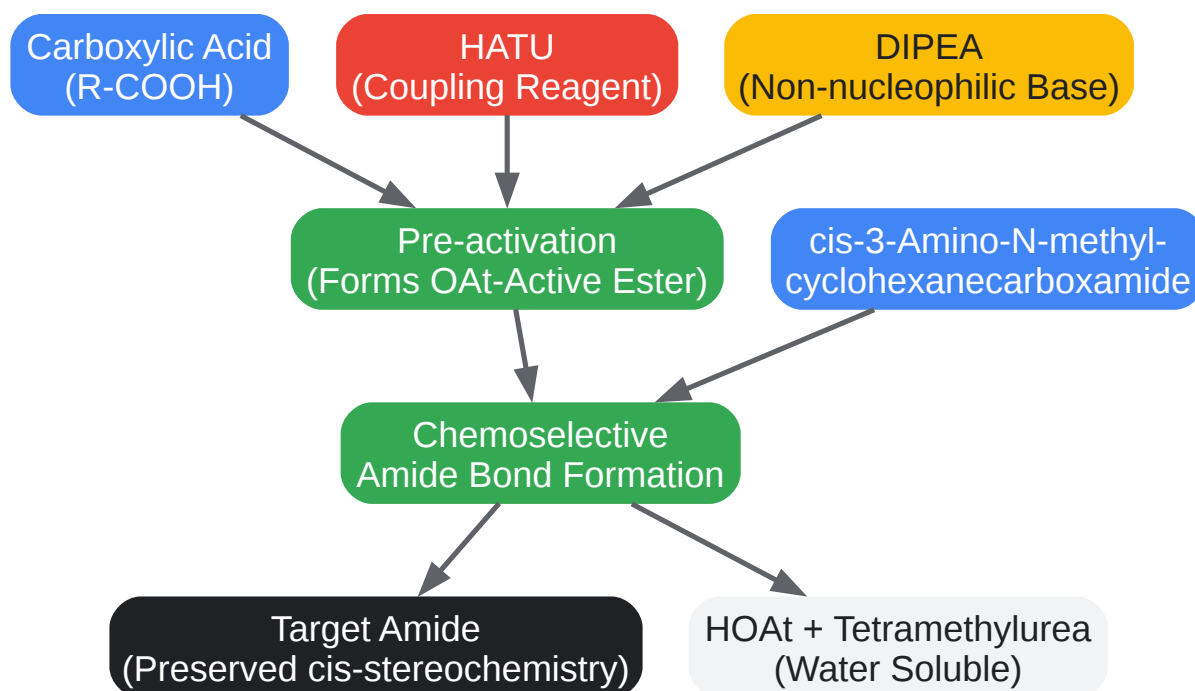 Carboxylic Acid
(R-COOH)
HATU
(Coupling Reagent)
DIPEA
(Non-nucleophilic Base)
Pre-activation
(Forms OAt-Active Ester)
cis-3-Amino-N-methyl-
cyclohexanecarboxamide
Chemoselective
Amide Bond Formation
Target Amide
(Preserved cis-stereochemistry)
HOAt + Tetramethylurea
(Water Soluble)